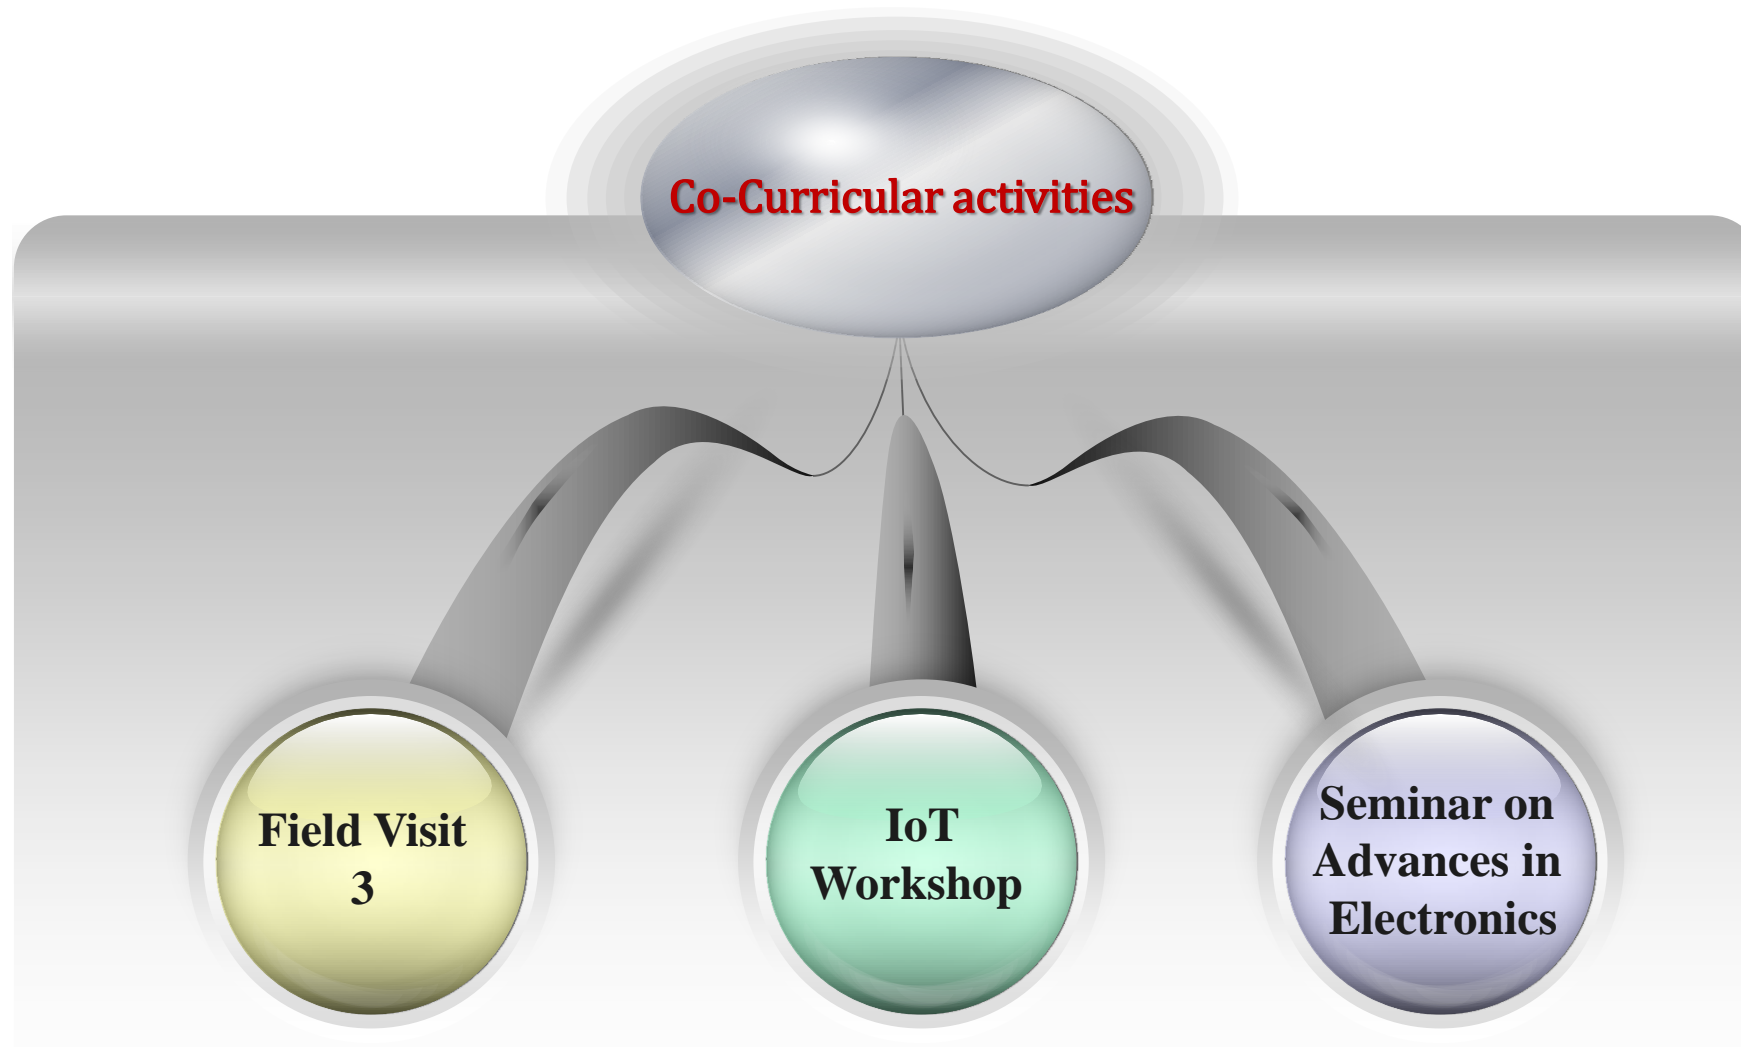 Co-Curricular activities
Field Visit
3
IoT
Workshop
Seminar on
Advances in
Electronics